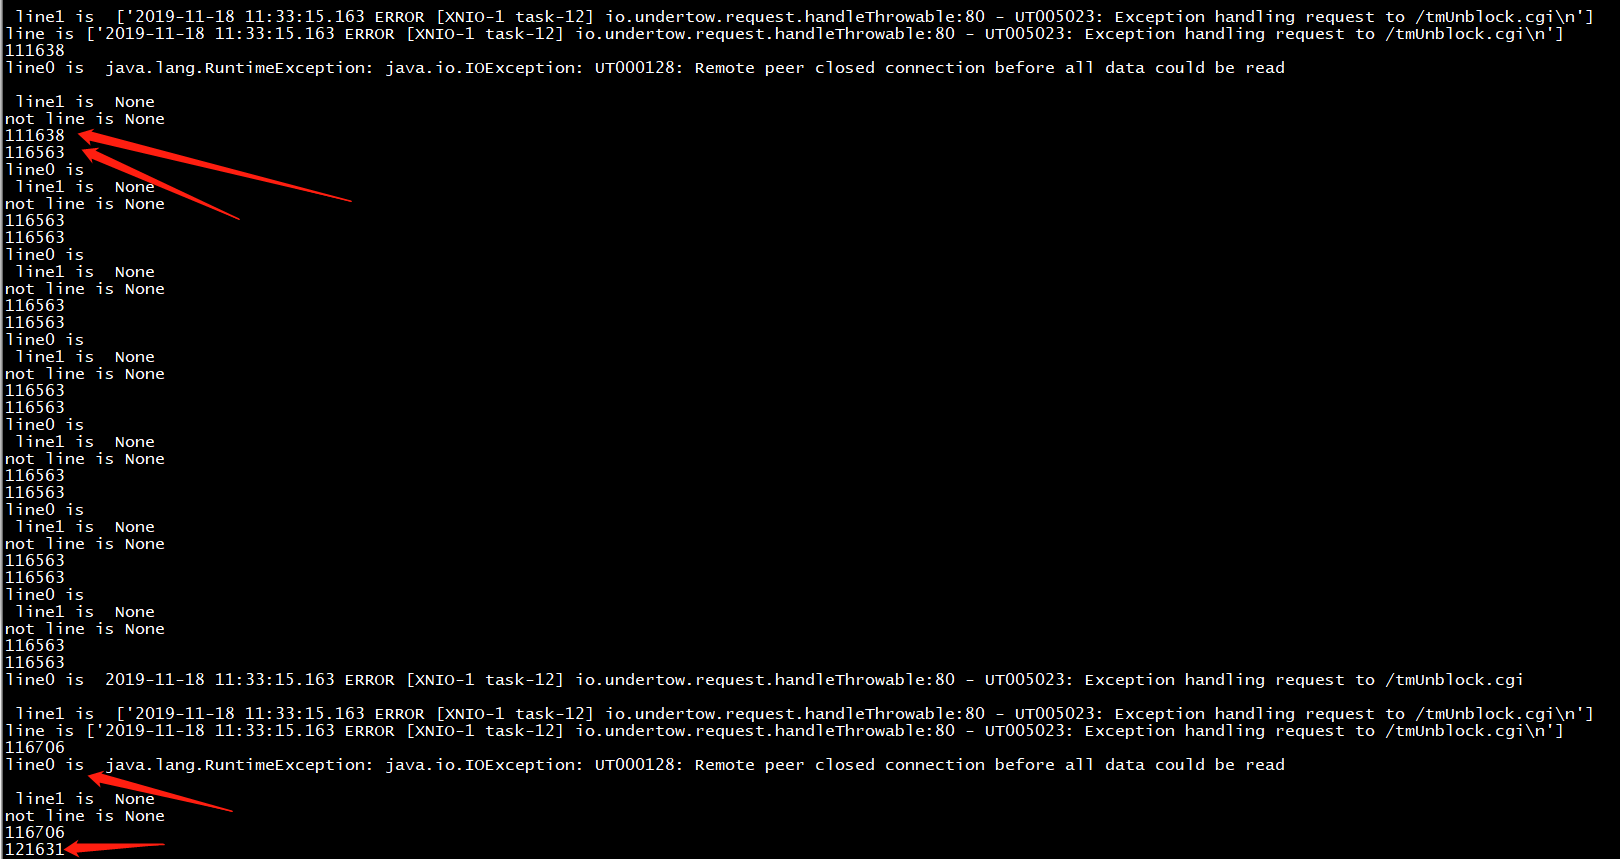 line1 is  ['2019-11-18 11:33:15.163 ERROR [XNIO-1 task-12] io.undertow.request.handleThrowable:80 - UT005023: Exception handling request to /tmUnblock.cgi\n']
line is ['2019-11-18 11:33:15.163 ERROR [XNIO-1 task-12] io.undertow.request.handleThrowable:80 - UT005023: Exception handling request to /tmUnblock.cgi\n']
111638
line0 is  java.lang.RuntimeException: java.io.IOException: UT000128: Remote peer closed connection before all data could be read
line1 is  None
not line is None
111638
116563
line0 is
line1 is  None
not line is None
116563
116563
line0 is
line1 is  None
not line is None
116563
116563
line0 is
line1 is  None
not line is None
116563
116563
line0 is
line1 is  None
not line is None
116563
116563
line0 is
line1 is  None
not line is None
116563
116563
line0 is
line1 is  None
not line is None
116563
116563
line0 is  2019-11-18 11:33:15.163 ERROR [XNIO-1 task-12] io.undertow.request.handleThrowable:80 - UT005023: Exception handling request to /tmUnblock.cgi
line1 is  ['2019-11-18 11:33:15.163 ERROR [XNIO-1 task-12] io.undertow.request.handleThrowable:80 - UT005023: Exception handling request to /tmUnblock.cgi\n']
line is ['2019-11-18 11:33:15.163 ERROR [XNIO-1 task-12] io.undertow.request.handleThrowable:80 - UT005023: Exception handling request to /tmUnblock.cgi\n']
116706
line0 is  java.lang.RuntimeException: java.io.IOException: UT000128: Remote peer closed connection before all data could be read
line1 is  None
not line is None
116706
121631